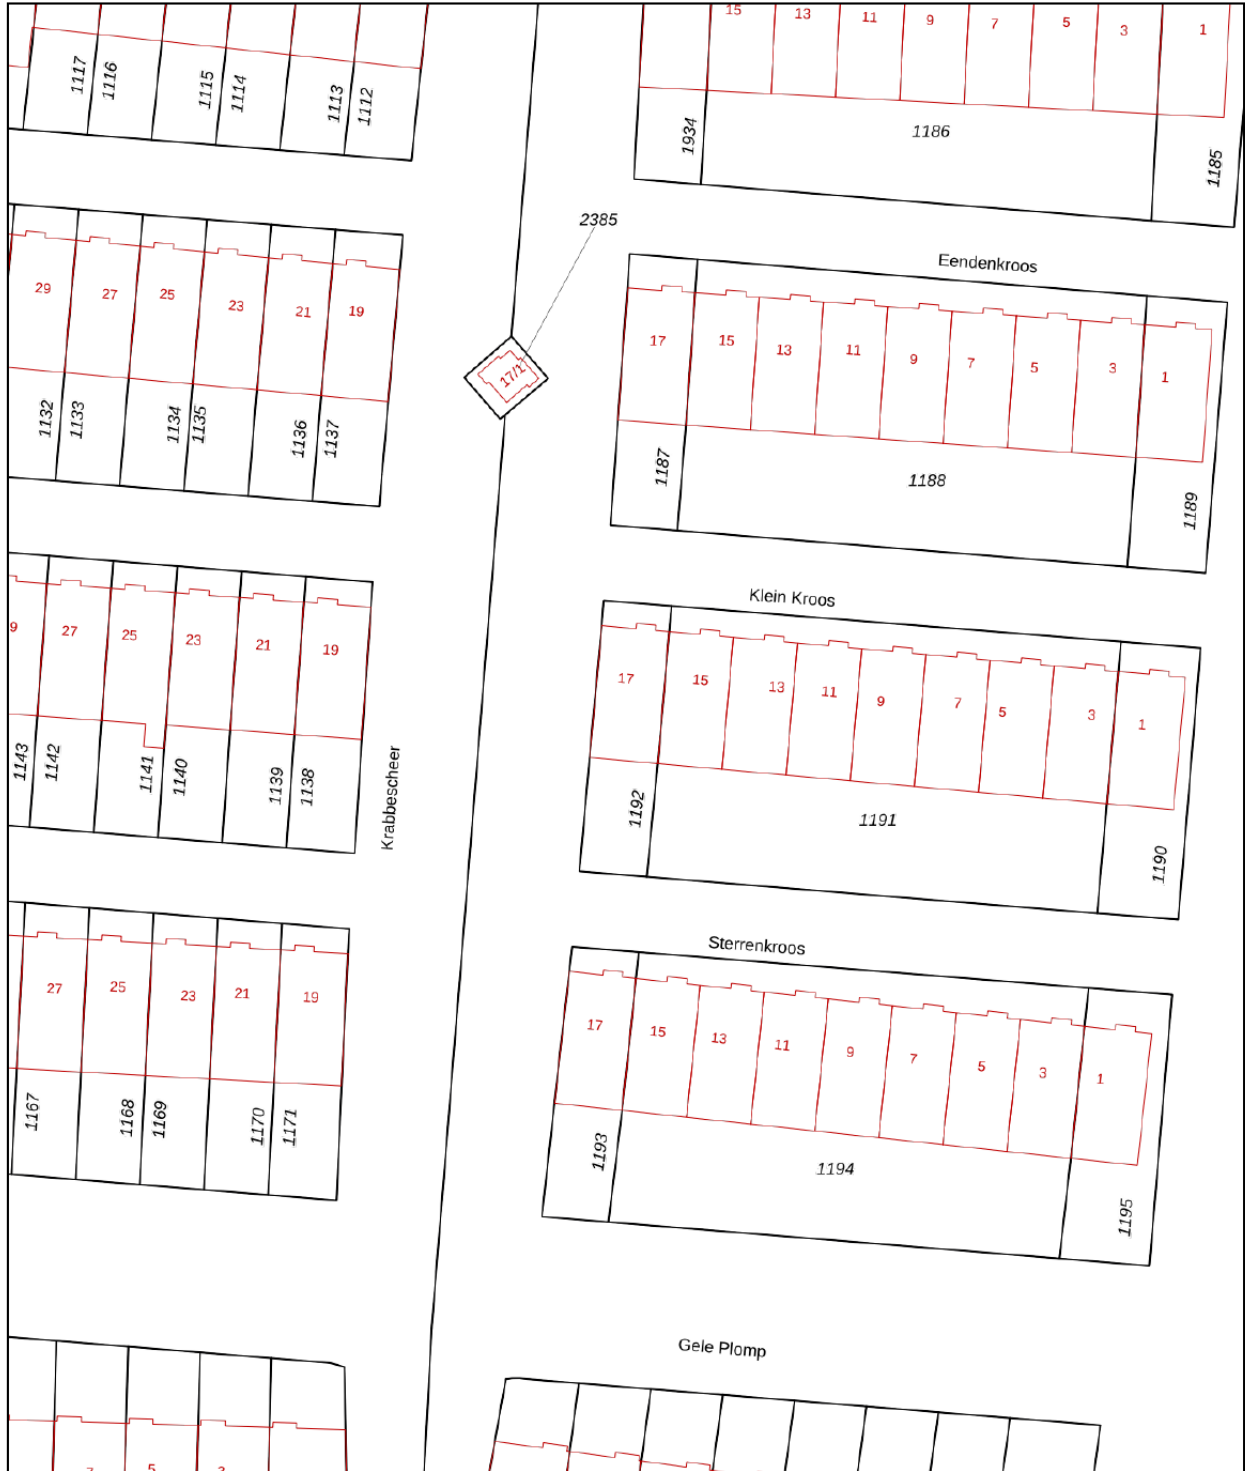 15 13 11 9 7 5 3 1
1117 1116 1115 1114 1113 1112
1934 1186 1185
2385
Eendenkroos
29 27 25 23 21 19
17 15 13 11 9 7 5 3 1
17/1
1132 1133 1134 1135 1136 1137
1187 1188 1189
Klein Kroos
9 27 25 23 21 19
17 15 13 11 9 7 5 3 1
1143 1142 1141 1140 1139 1138
Krabbescheer
1192 1191 1190
Sterrenkroos
27 25 23 21 19
17 15 13 11 9 7 5 3 1
1167 1168 1169 1170 1171
1193 1194 1195
Gele Plomp
5